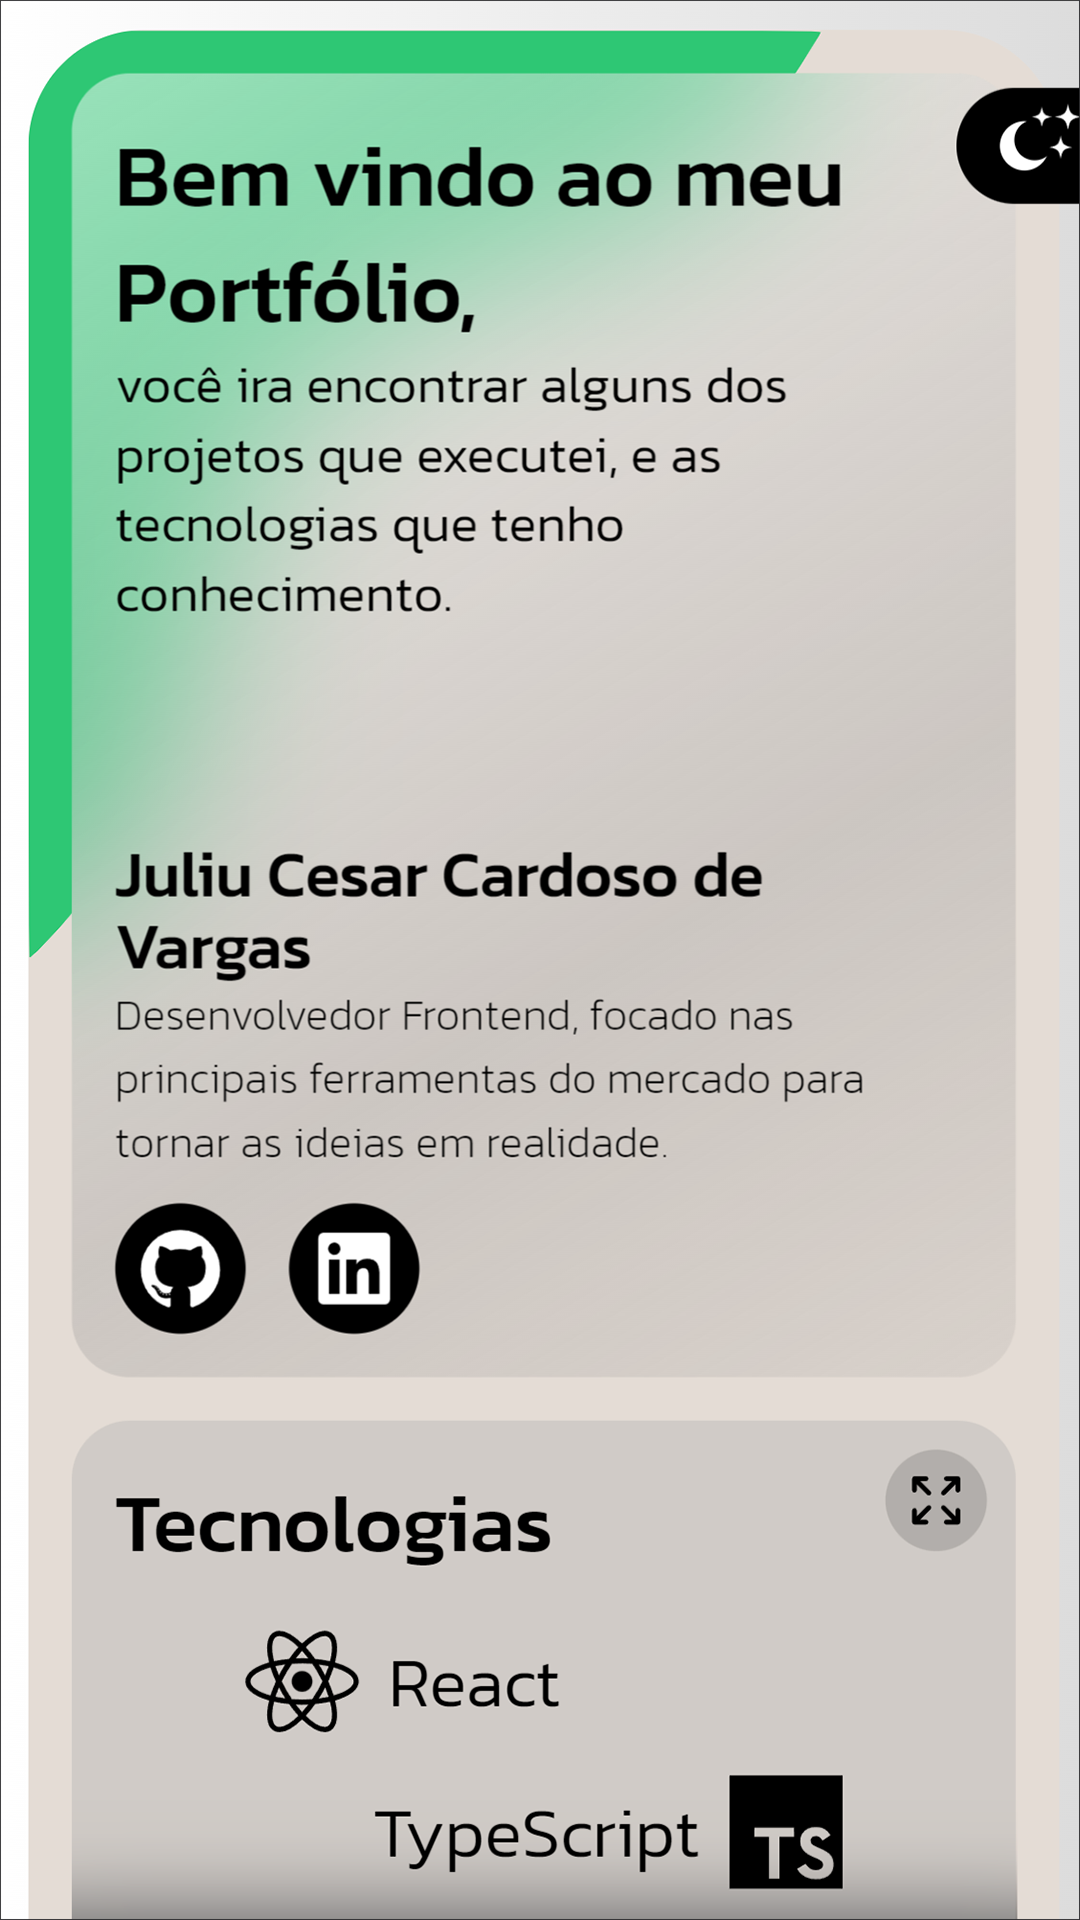 Bem vindo ao meu
Portfólio,
você ira encontrar alguns dos
projetos que executei, e as
tecnologias que tenho
conhecimento.
Juliu Cesar Cardoso de
Vargas
Desenvolvedor Frontend, focado nas
principais ferramentas do mercado para
tornar as ideias em realidade.
in
Tecnologias
React
TypeScript TS